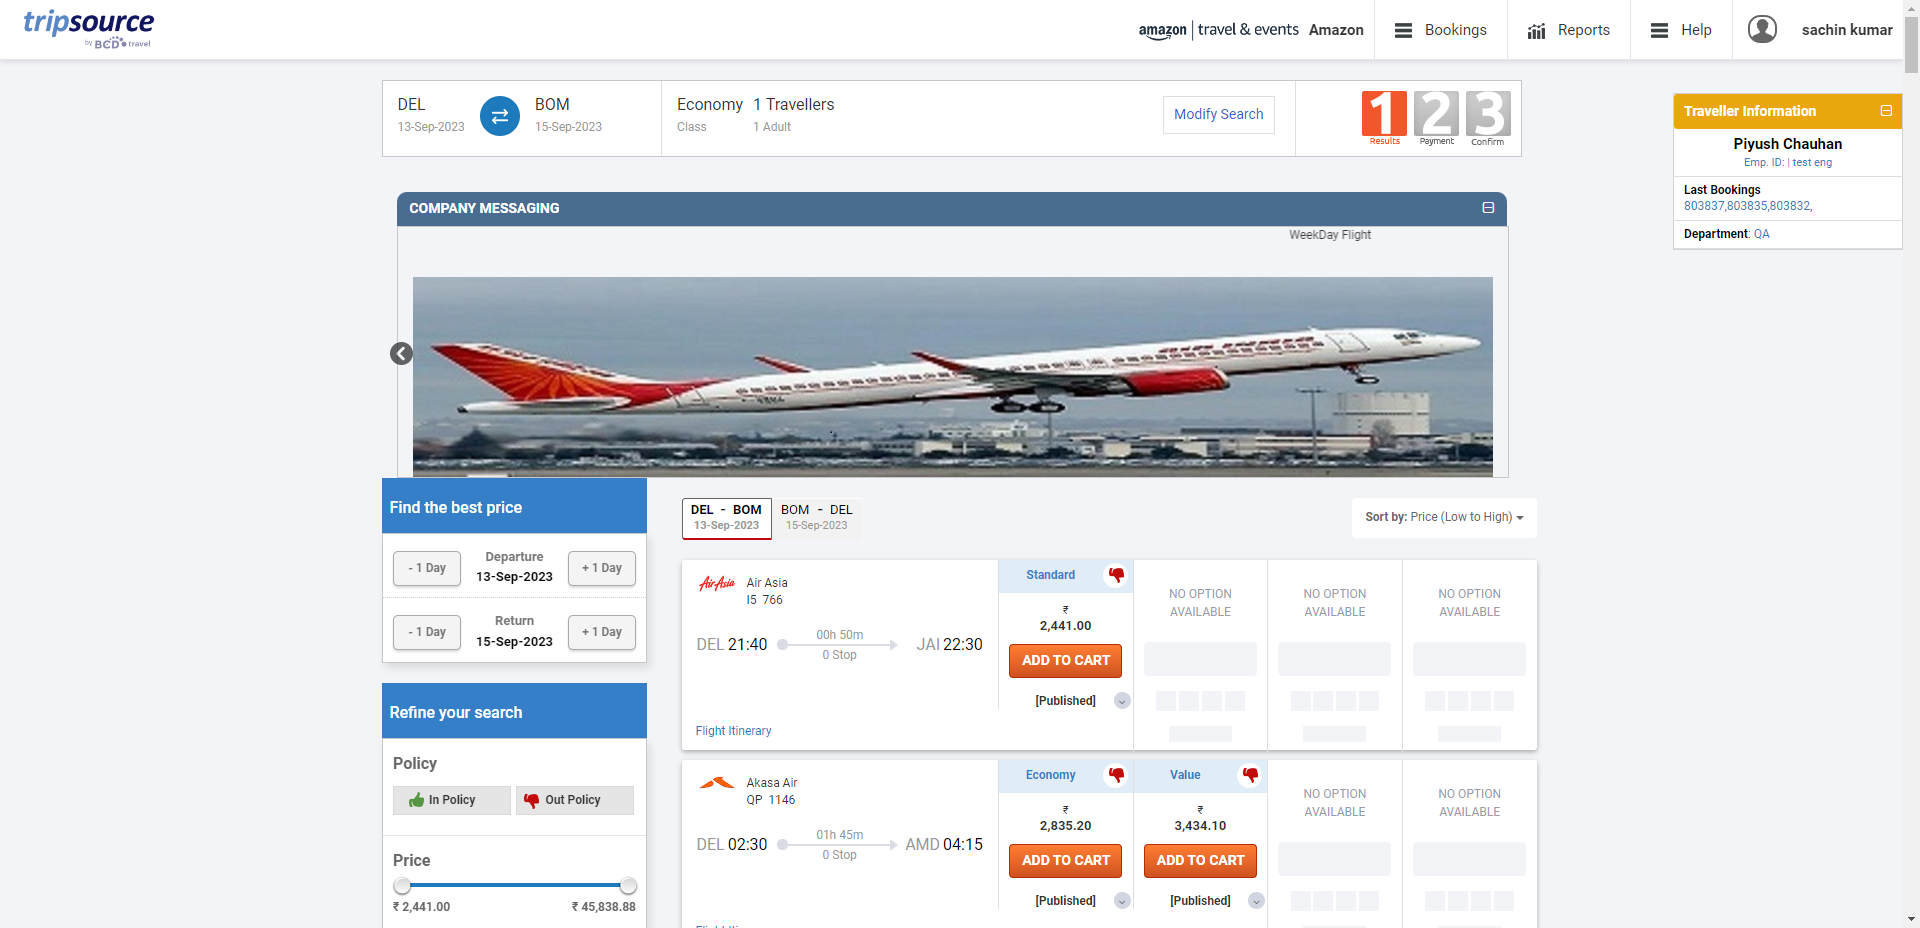 tripsource
by BCD travel
amazon | travel & events Amazon
Bookings
Reports
Help
sachin kumar
DEL
13-Sep-2023
BOM
15-Sep-2023
Economy
Class
1 Travellers
1 Adult
Modify Search
1
Results
2
Payment
3
Confirm
Traveller Information
Piyush Chauhan
Emp. ID: | test eng
Last Bookings
803837,803835,803832,
Department: QA
COMPANY MESSAGING
WeekDay Flight
Find the best price
- 1 Day
Departure
13-Sep-2023
+ 1 Day
- 1 Day
Return
15-Sep-2023
+ 1 Day
Refine your search
Policy
In Policy
Out Policy
Price
₹ 2,441.00
₹ 45,838.88
DEL - BOM
13-Sep-2023
BOM - DEL
15-Sep-2023
Sort by: Price (Low to High)
AirAsia
Air Asia
I5 766
DEL 21:40
00h 50m
0 Stop
JAI 22:30
Flight Itinerary
Standard
₹
2,441.00
ADD TO CART
[Published]
NO OPTION
AVAILABLE
NO OPTION
AVAILABLE
NO OPTION
AVAILABLE
Akasa Air
QP 1146
DEL 02:30
01h 45m
0 Stop
AMD 04:15
Economy
₹
2,835.20
ADD TO CART
[Published]
Value
₹
3,434.10
ADD TO CART
[Published]
NO OPTION
AVAILABLE
NO OPTION
AVAILABLE